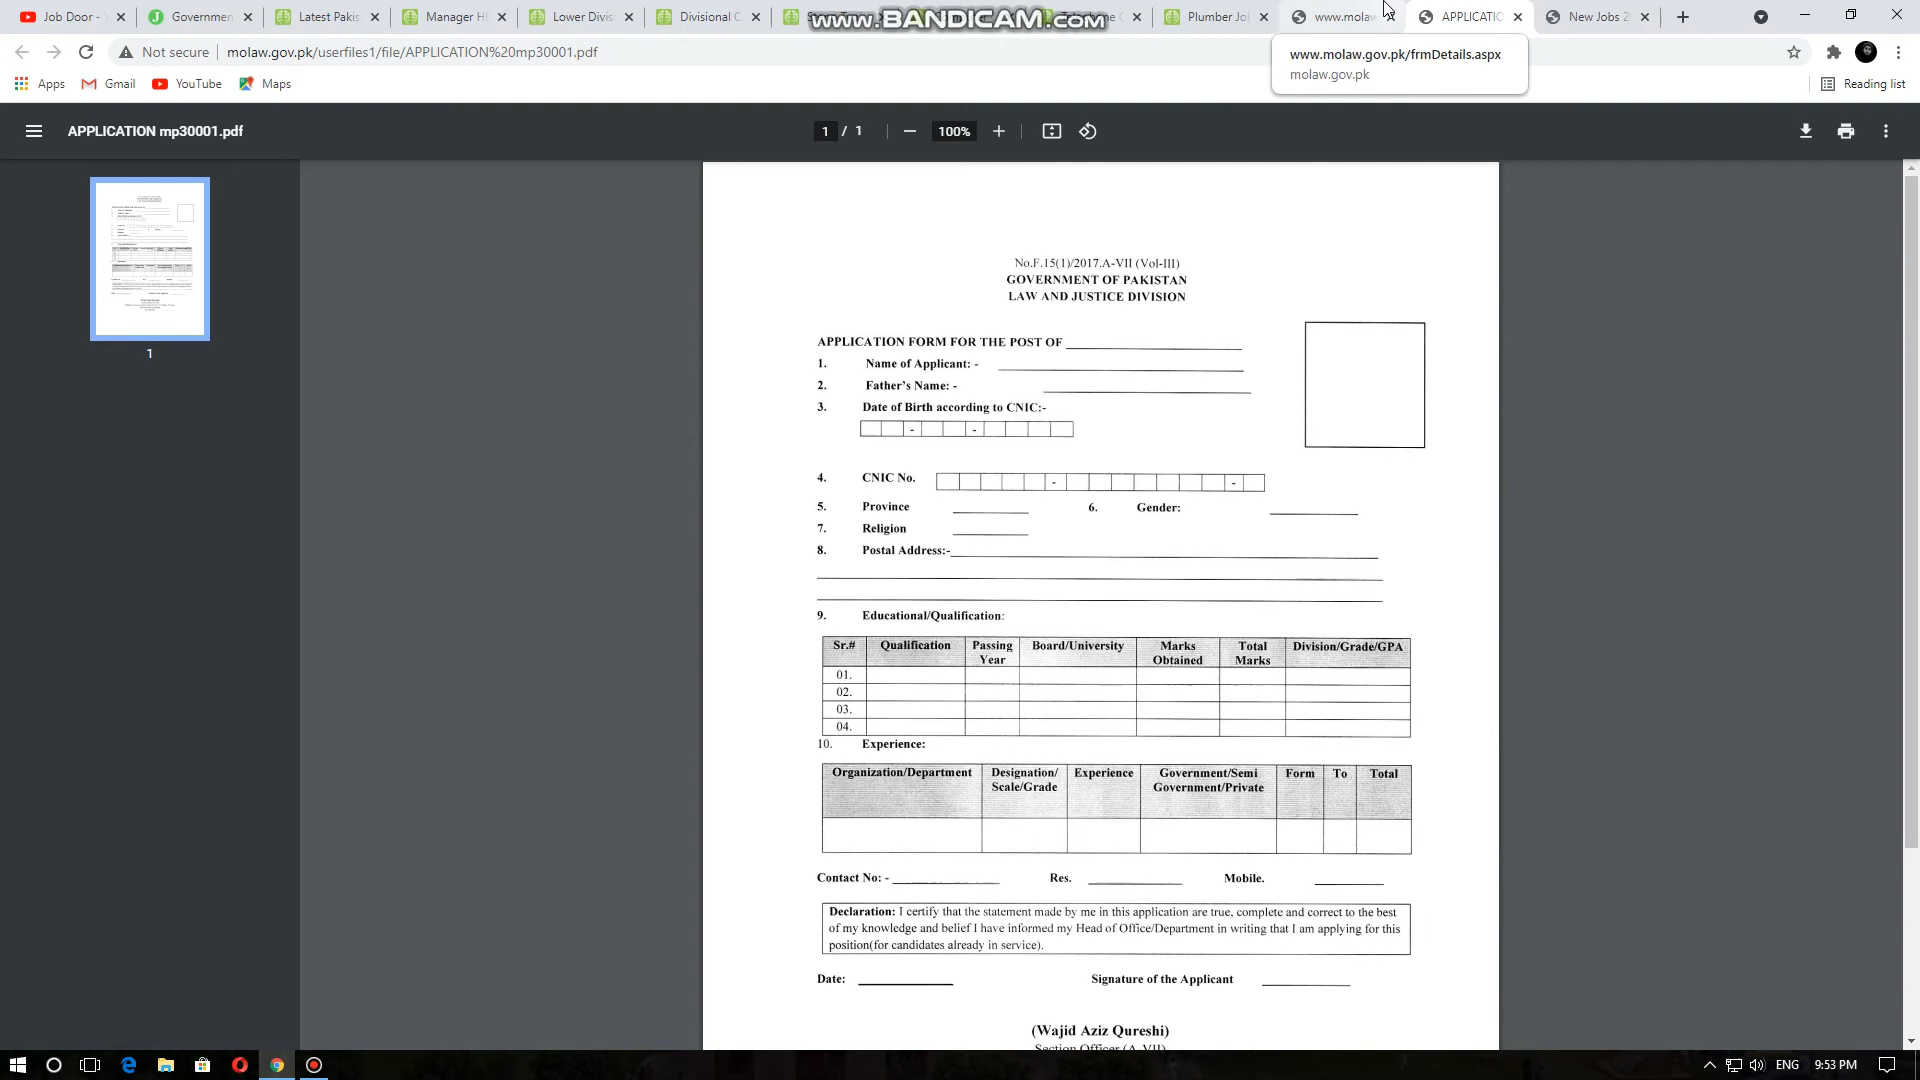 Job Door -
Governmen
Latest Pakis
Manager H
Lower Divis
Divisional C
www.BANDICAM.com
Plumber Jo
www.molaw
APPLICATIO
New Jobs 2
Not secure
molaw.gov.pk/userfiles1/file/APPLICATION%20mp30001.pdf
www.molaw.gov.pk/frmDetails.aspx
molaw.gov.pk
Apps
Gmail
YouTube
Maps
Reading list
APPLICATION mp30001.pdf
1 / 1
100%
1
No.F.15(1)/2017.A-VII (Vol-III)
GOVERNMENT OF PAKISTAN
LAW AND JUSTICE DIVISION
APPLICATION FORM FOR THE POST OF
1. Name of Applicant: -
2. Father's Name: -
3. Date of Birth according to CNIC:-
- -
4. CNIC No. - -
5. Province 6. Gender:
7. Religion
8. Postal Address:-
9. Educational/Qualification:
Sr.# Qualification Passing Year Board/University Marks Obtained Total Marks Division/Grade/GPA
01.
02.
03.
04.
10. Experience:
Organization/Department Designation/ Scale/Grade Experience Government/Semi Government/Private Form To Total
Contact No: - Res. Mobile.
Declaration: I certify that the statement made by me in this application are true, complete and correct to the best
of my knowledge and belief I have informed my Head of Office/Department in writing that I am applying for this
position(for candidates already in service).
Date: Signature of the Applicant
(Wajid Aziz Qureshi)
Section Officer (A-VII)
ENG
9:53 PM